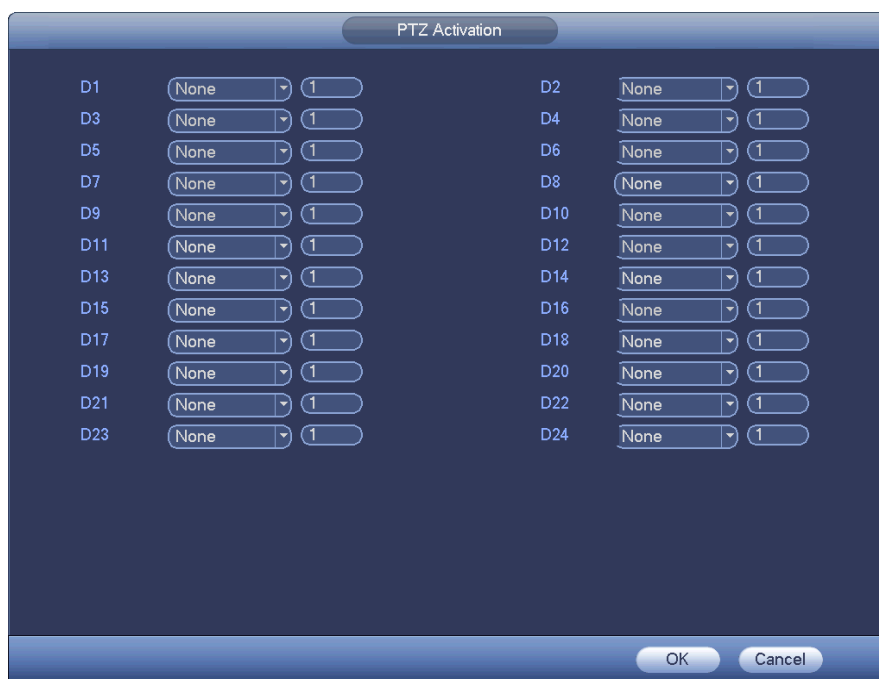 PTZ Activation
D1 None 1 D2 None 1
D3 None 1 D4 None 1
D5 None 1 D6 None 1
D7 None 1 D8 None 1
D9 None 1 D10 None 1
D11 None 1 D12 None 1
D13 None 1 D14 None 1
D15 None 1 D16 None 1
D17 None 1 D18 None 1
D19 None 1 D20 None 1
D21 None 1 D22 None 1
D23 None 1 D24 None 1
OK Cancel